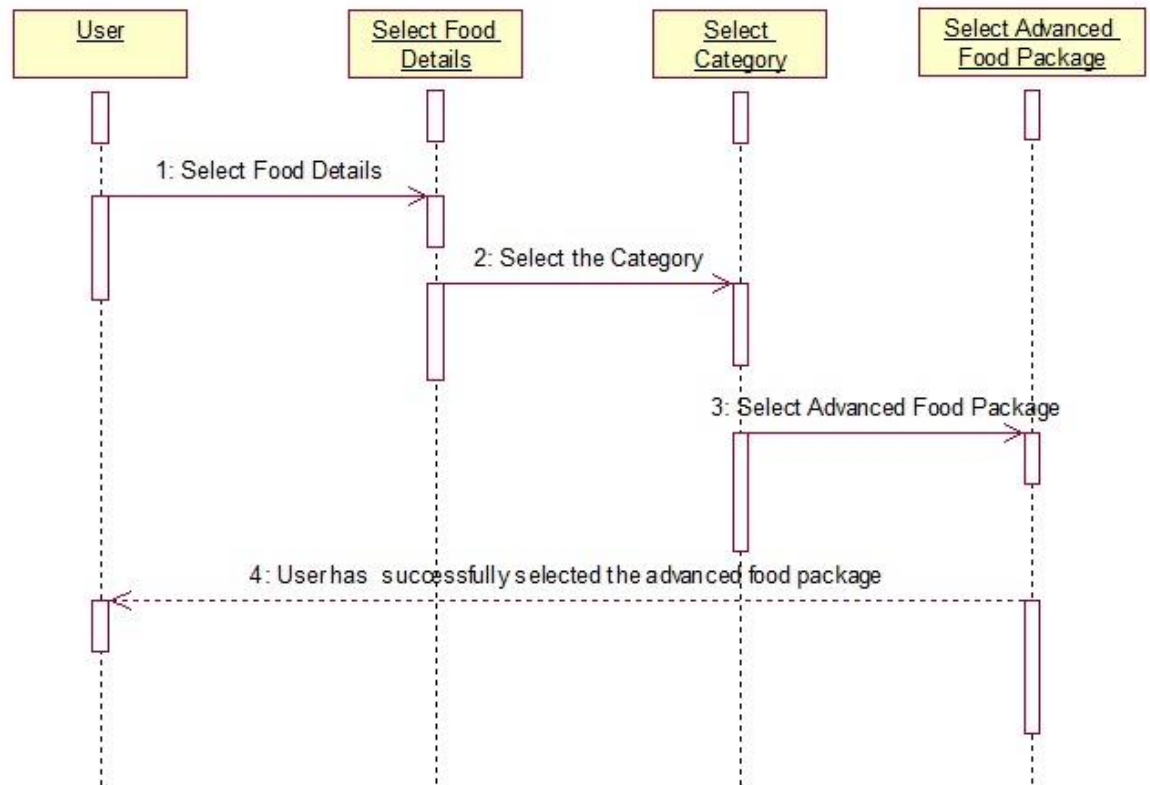 User
Select Food
Details
Select
Category
Select Advanced
Food Package
1: Select Food Details
2: Select the Category
3: Select Advanced Food Package
4: User has successfully selected the advanced food package